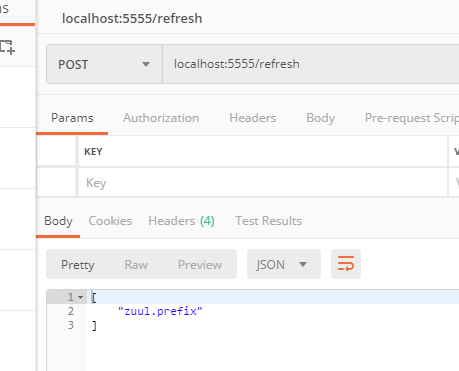 ns
localhost:5555/refresh
POST localhost:5555/refresh
Params Authorization Headers Body Pre-request Scrip
KEY V
Key V
Body Cookies Headers (4) Test Results
Pretty Raw Preview JSON
1 [
2 "zuul.prefix"
3 ]